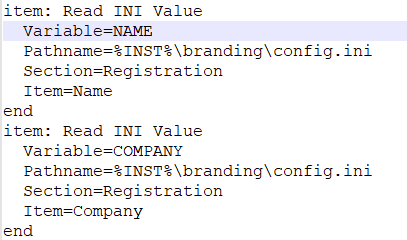 item: Read INI Value
  Variable=NAME
  Pathname=%INST%\branding\config.ini
  Section=Registration
  Item=Name
end
item: Read INI Value
  Variable=COMPANY
  Pathname=%INST%\branding\config.ini
  Section=Registration
  Item=Company
end